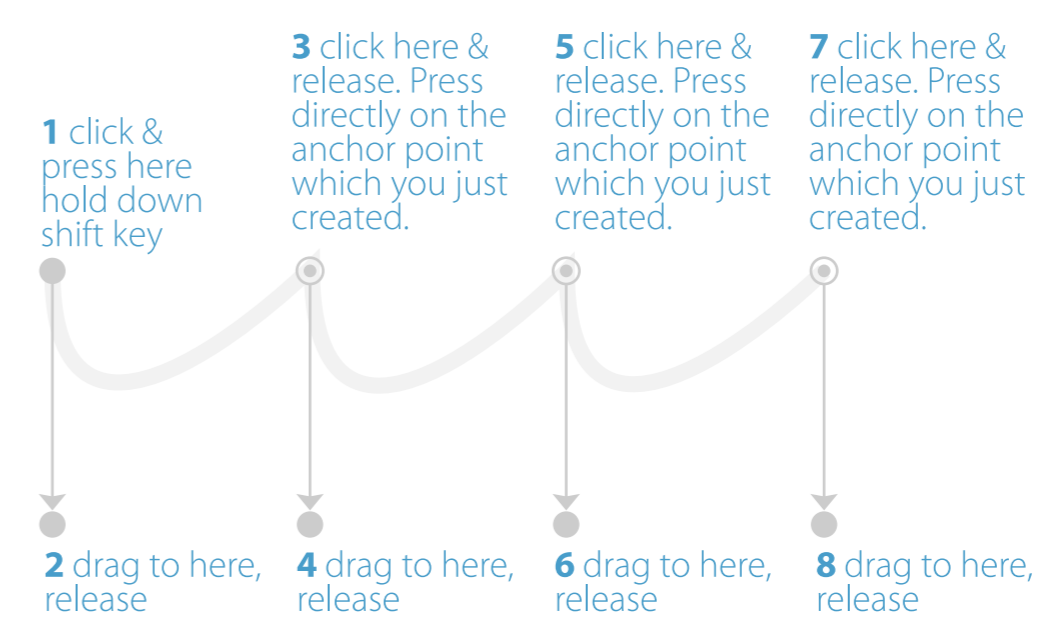 1 click &
press here
hold down
shift key
3 click here &
release. Press
directly on the
anchor point
which you just
created.
5 click here &
release. Press
directly on the
anchor point
which you just
created.
7 click here &
release. Press
directly on the
anchor point
which you just
created.
2 drag to here,
release
4 drag to here,
release
6 drag to here,
release
8 drag to here,
release